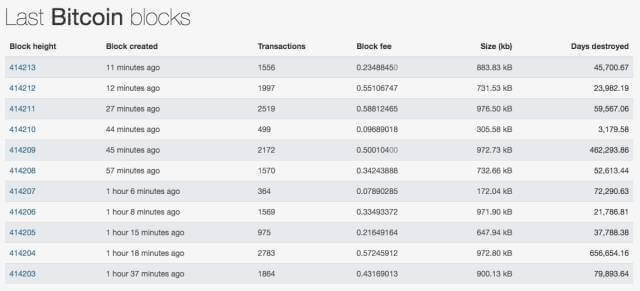 Last Bitcoin blocks
Block height Block created Transactions Block fee Size (kb) Days destroyed
414213 11 minutes ago 1556 0.23488450 883.83 kB 45,700.67
414212 12 minutes ago 1997 0.55106747 731.53 kB 23,982.19
414211 27 minutes ago 2519 0.58812465 976.50 kB 59,567.06
414210 44 minutes ago 499 0.09689018 305.58 kB 3,179.58
414209 45 minutes ago 2172 0.50010400 972.73 kB 462,293.86
414208 57 minutes ago 1570 0.34243888 732.66 kB 52,613.44
414207 1 hour 6 minutes ago 364 0.07890285 172.04 kB 72,290.63
414206 1 hour 8 minutes ago 1569 0.33493372 971.90 kB 21,786.81
414205 1 hour 15 minutes ago 975 0.21649164 647.94 kB 37,788.38
414204 1 hour 18 minutes ago 2783 0.57245912 972.80 kB 656,654.16
414203 1 hour 37 minutes ago 1864 0.43169013 900.13 kB 79,893.64